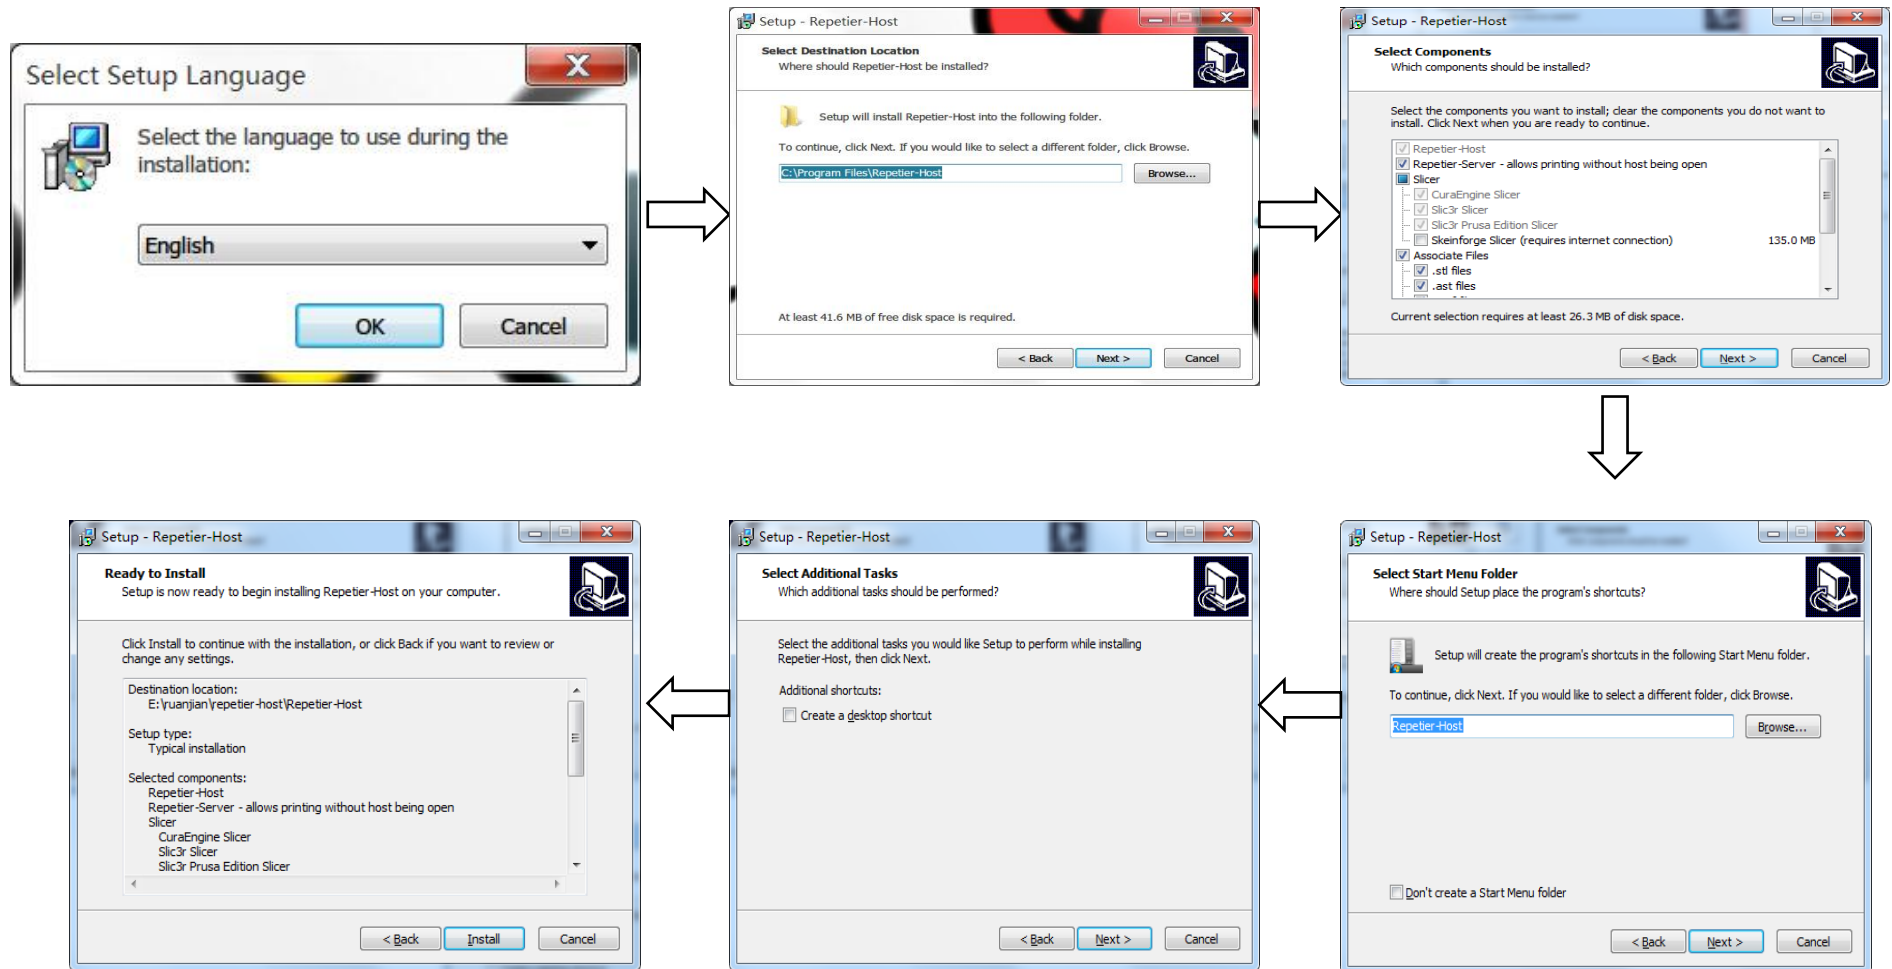 Select Setup Language
Select the language to use during the
installation:
English
OK
Cancel
Setup - Repetier-Host
Select Destination Location
Where should Repetier-Host be installed?
Setup will install Repetier-Host into the following folder.
To continue, click Next. If you would like to select a different folder, click Browse.
C:\Program Files\Repetier-Host
Browse...
At least 41.6 MB of free disk space is required.
< Back
Next >
Cancel
Setup - Repetier-Host
Select Components
Which components should be installed?
Select the components you want to install; clear the components you do not want to
install. Click Next when you are ready to continue.
Repetier-Host
Repetier-Server - allows printing without host being open
Slicer
CuraEngine Slicer
Slic3r Slicer
Slic3r Prusa Edition Slicer
Skeinforge Slicer (requires internet connection) 135.0 MB
Associate Files
.stl files
.ast files
Current selection requires at least 26.3 MB of disk space.
< Back
Next >
Cancel
Setup - Repetier-Host
Select Start Menu Folder
Where should Setup place the program's shortcuts?
Setup will create the program's shortcuts in the following Start Menu folder.
To continue, click Next. If you would like to select a different folder, click Browse.
Repetier-Host
Browse...
Don't create a Start Menu folder
< Back
Next >
Cancel
Setup - Repetier-Host
Select Additional Tasks
Which additional tasks should be performed?
Select the additional tasks you would like Setup to perform while installing
Repetier-Host, then click Next.
Additional shortcuts:
Create a desktop shortcut
< Back
Next >
Cancel
Setup - Repetier-Host
Ready to Install
Setup is now ready to begin installing Repetier-Host on your computer.
Click Install to continue with the installation, or click Back if you want to review or
change any settings.
Destination location:
E:\ruanjian\repetier-host\Repetier-Host
Setup type:
Typical installation
Selected components:
Repetier-Host
Repetier-Server - allows printing without host being open
Slicer
CuraEngine Slicer
Slic3r Slicer
Slic3r Prusa Edition Slicer
< Back
Install
Cancel